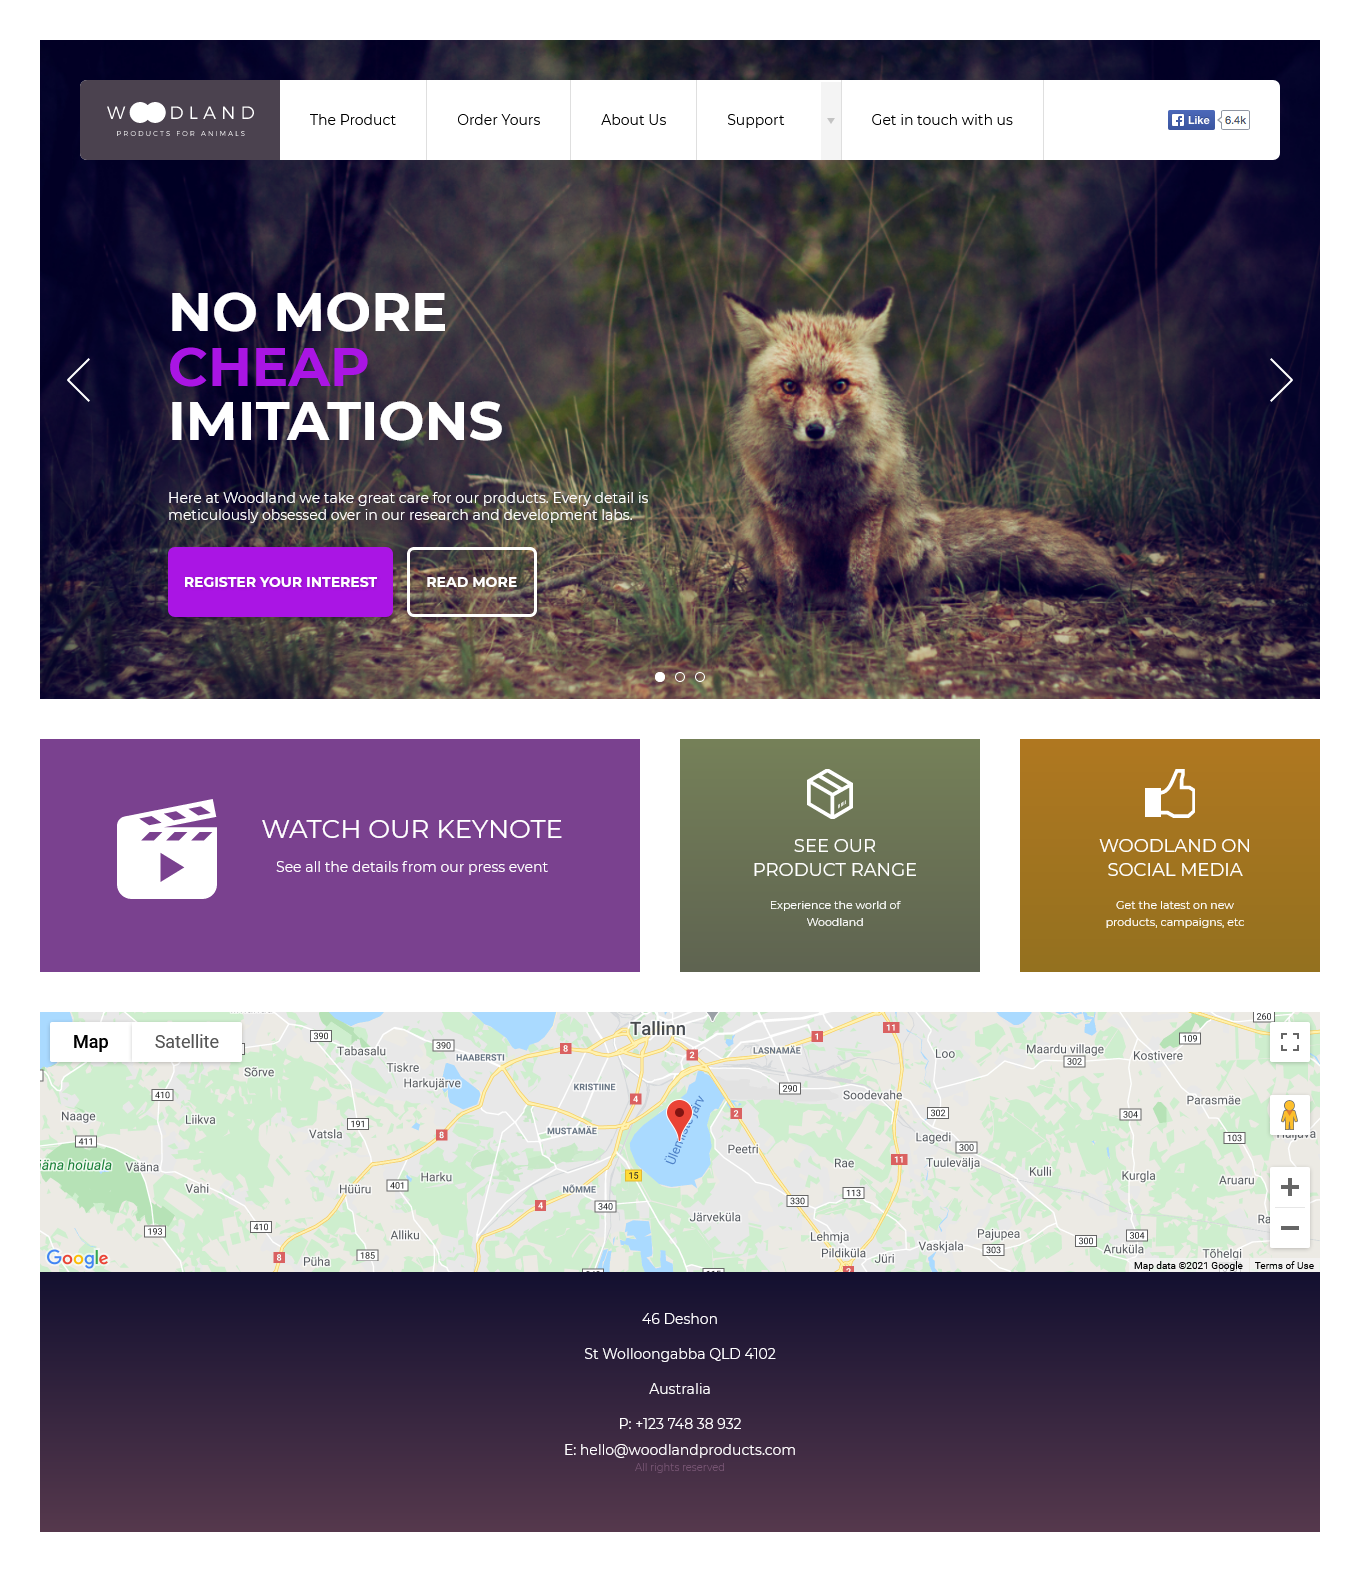 WOODLAND
PRODUCTS FOR ANIMALS
The Product
Order Yours
About Us
Support
Get in touch with us
Like
6.4k
NO MORE
CHEAP
IMITATIONS
Here at Woodland we take great care for our products. Every detail is
meticulously obsessed over in our research and development labs.
REGISTER YOUR INTEREST
READ MORE
WATCH OUR KEYNOTE
See all the details from our press event
SEE OUR
PRODUCT RANGE
Experience the world of
Woodland
WOODLAND ON
SOCIAL MEDIA
Get the latest on new
products, campaigns, etc
Map
Satellite
Tallinn
260
390
Tabasalu
390
HAABERSTI
8
2
LASNAMÄE
1
11
Loo
Maardu village
302
109
Kostivere
Sõrve
Tiskre
Harkujärve
KRISTIINE
290
Soodevahe
410
4
Parasmäe
Naage
Liikva
191
Vatsla
8
MUSTAMÄE
2
302
304
Lagedi
103
411
Peetri
300
Vääna
Harku
15
Rae
11
Tuulevälja
Kulli
Kurgla
Aruaru
Vahi
Hüüru
401
NÕMME
113
4
340
330
Järveküla
193
410
Alliku
Lehmja
Pajupea
304
8
Püha
185
Pildiküla
Jüri
Vaskjala
303
300
Aruküla
Tõhelgi
Google
Map data ©2021 Google
Terms of Use
46 Deshon
St Wolloongabba QLD 4102
Australia
P: +123 748 38 932
E: hello@woodlandproducts.com
All rights reserved